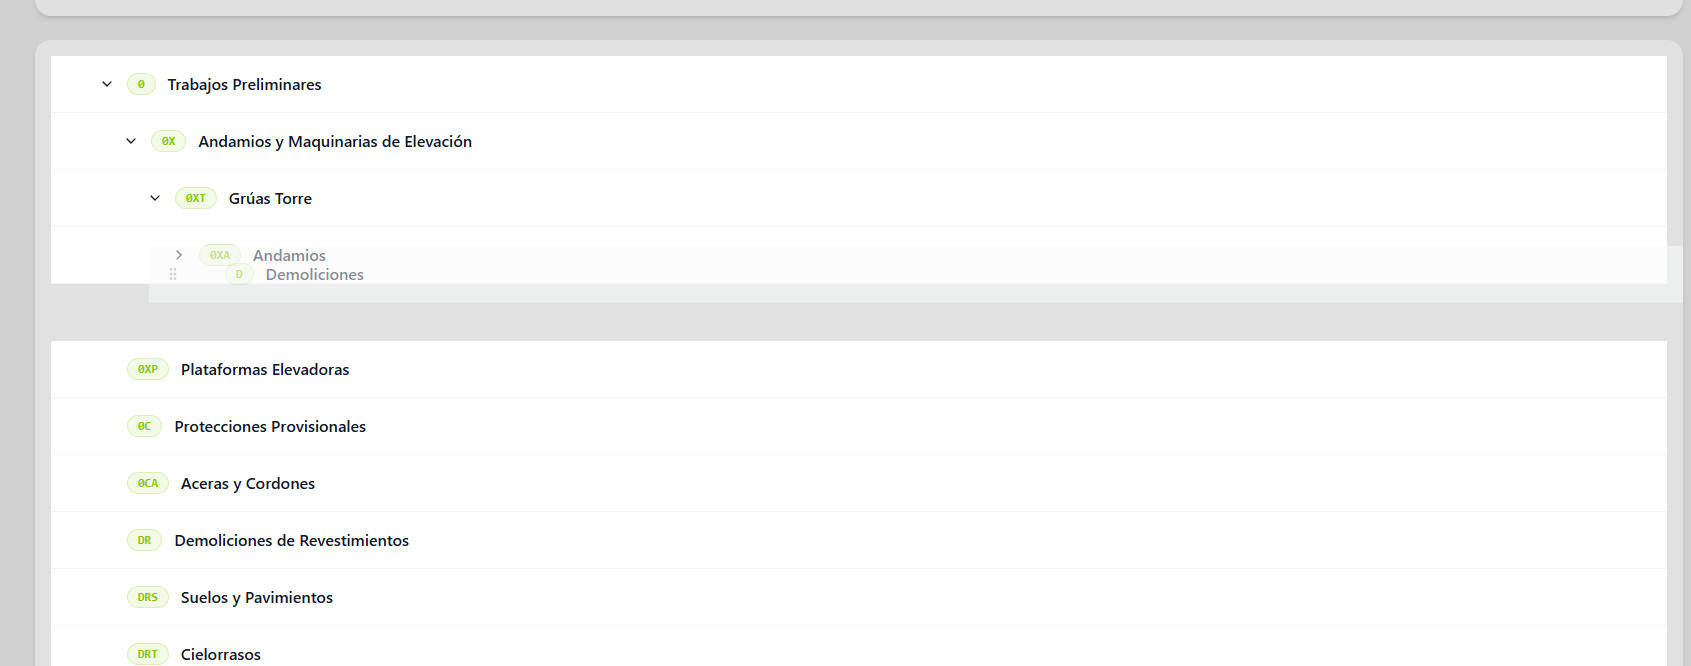 0 Trabajos Preliminares
0X Andamios y Maquinarias de Elevación
0XT Grúas Torre
0XA Andamios
D Demoliciones
0XP Plataformas Elevadoras
0C Protecciones Provisionales
0CA Aceras y Cordones
DR Demoliciones de Revestimientos
DRS Suelos y Pavimientos
DRT Cielorrasos